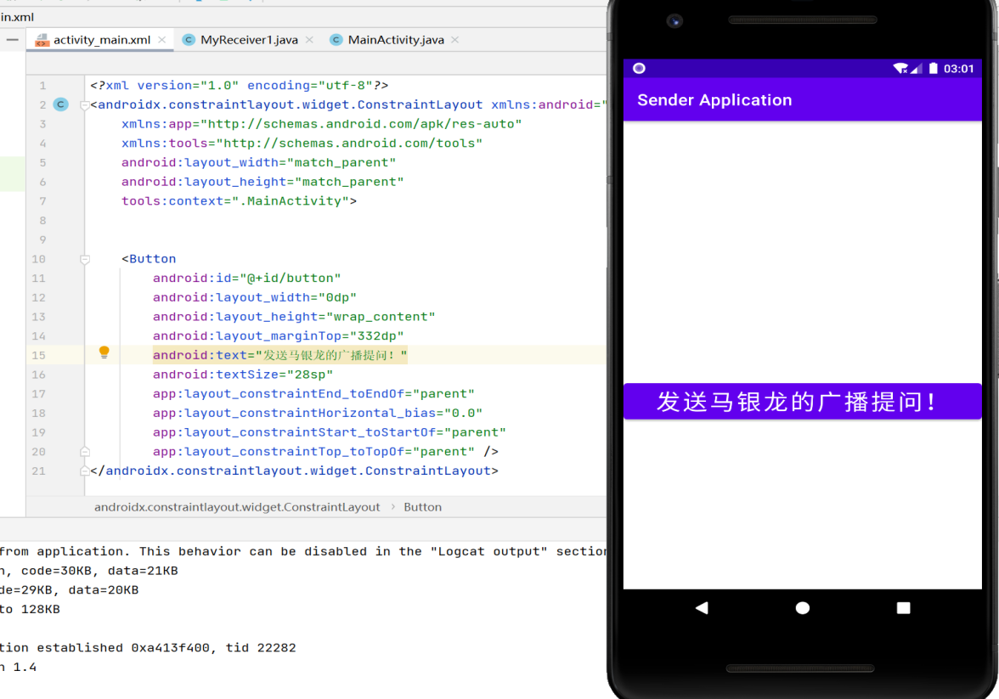 in.xml
activity_main.xml
MyReceiver1.java
MainActivity.java
1 <?xml version="1.0" encoding="utf-8"?>
2 <androidx.constraintlayout.widget.ConstraintLayout xmlns:android="
3 xmlns:app="http://schemas.android.com/apk/res-auto"
4 xmlns:tools="http://schemas.android.com/tools"
5 android:layout_width="match_parent"
6 android:layout_height="match_parent"
7 tools:context=".MainActivity">
8
9
10 <Button
11 android:id="@+id/button"
12 android:layout_width="0dp"
13 android:layout_height="wrap_content"
14 android:layout_marginTop="332dp"
15 android:text="发送马银龙的广播提问！"
16 android:textSize="28sp"
17 app:layout_constraintEnd_toEndOf="parent"
18 app:layout_constraintHorizontal_bias="0.0"
19 app:layout_constraintStart_toStartOf="parent"
20 app:layout_constraintTop_toTopOf="parent" />
21 </androidx.constraintlayout.widget.ConstraintLayout>
androidx.constraintlayout.widget.ConstraintLayout › Button
from application. This behavior can be disabled in the "Logcat output" section
n, code=30KB, data=21KB
de=29KB, data=20KB
to 128KB
tion established 0xa413f400, tid 22282
n 1.4
03:01
Sender Application
发送马银龙的广播提问！